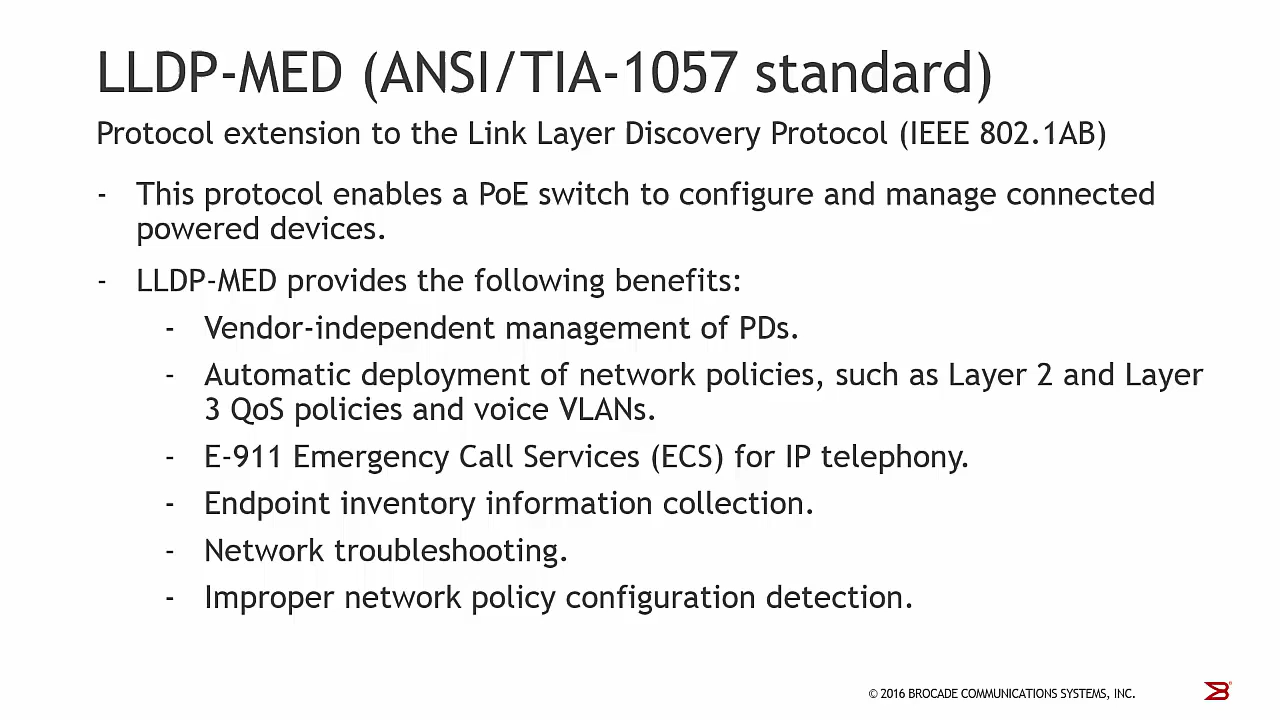 LLDP-MED (ANSI/TIA-1057 standard)
Protocol extension to the Link Layer Discovery Protocol (IEEE 802.1AB)
- This protocol enables a PoE switch to configure and manage connected
powered devices.
- LLDP-MED provides the following benefits:
- Vendor-independent management of PDs.
- Automatic deployment of network policies, such as Layer 2 and Layer
3 QoS policies and voice VLANs.
- E-911 Emergency Call Services (ECS) for IP telephony.
- Endpoint inventory information collection.
- Network troubleshooting.
- Improper network policy configuration detection.
© 2016 BROCADE COMMUNICATIONS SYSTEMS, INC.